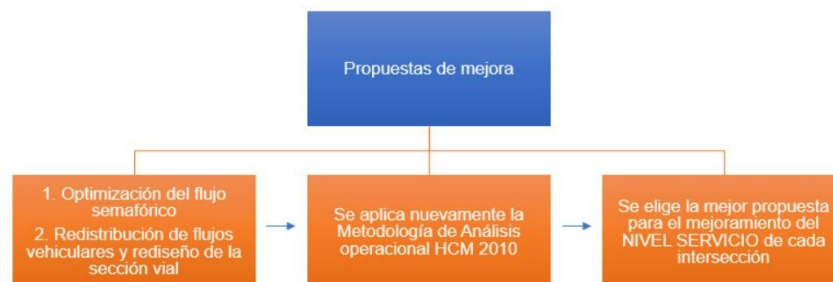 Propuestas de mejora
1. Optimización del flujo
semafórico
2. Redistribución de flujos
vehiculares y rediseño de la
sección vial
Se aplica nuevamente la
Metodología de Análisis
operacional HCM 2010
Se elige la mejor propuesta
para el mejoramiento del
NIVEL SERVICIO de cada
intersección